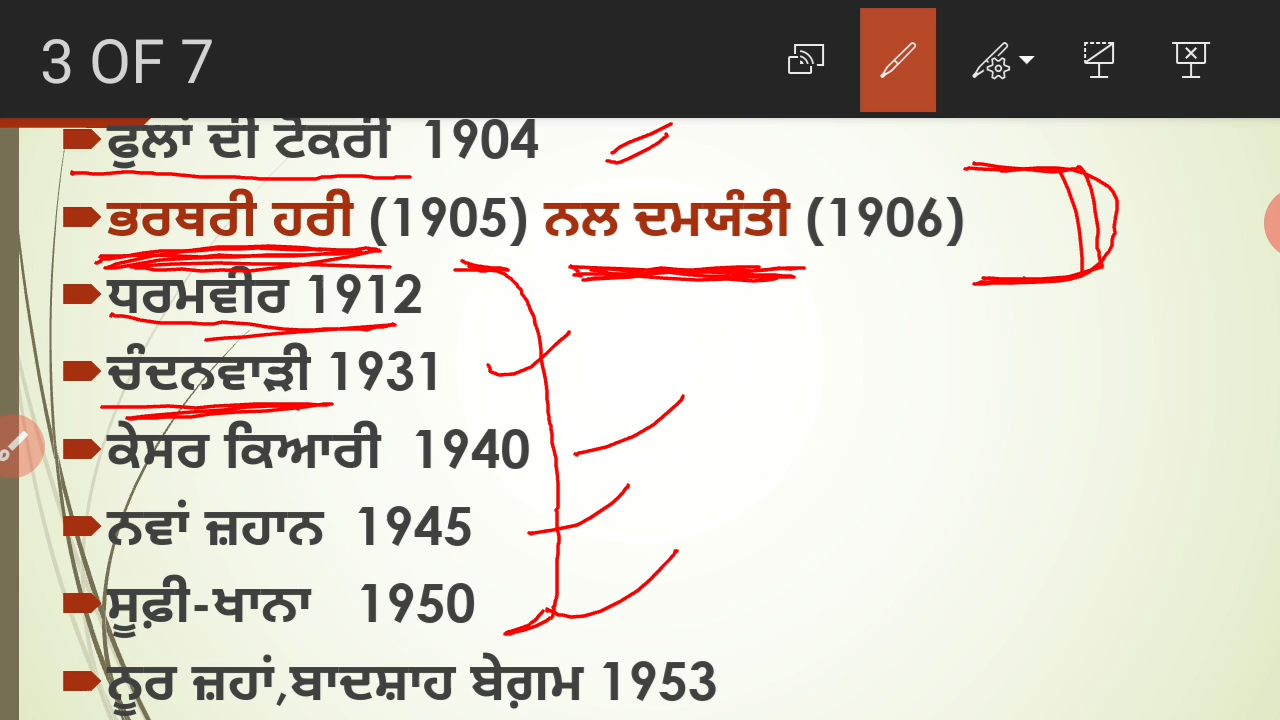 3 OF 7
ਫੁਲਾਂ ਦੀ ਟੋਕਰੀ 1904
ਭਰਥਰੀ ਹਰੀ (1905) ਨਲ ਦਮਯੰਤੀ (1906)
ਧਰਮਵੀਰ 1912
ਚੰਦਨਵਾੜੀ 1931
ਕੇਸਰ ਕਿਆਰੀ 1940
ਨਵਾਂ ਜ਼ਹਾਨ 1945
ਸੂਫ਼ੀ-ਖਾਨਾ 1950
ਨੂਰ ਜ਼ਹਾਂ,ਬਾਦਸ਼ਾਹ ਬੇਗ਼ਮ 1953